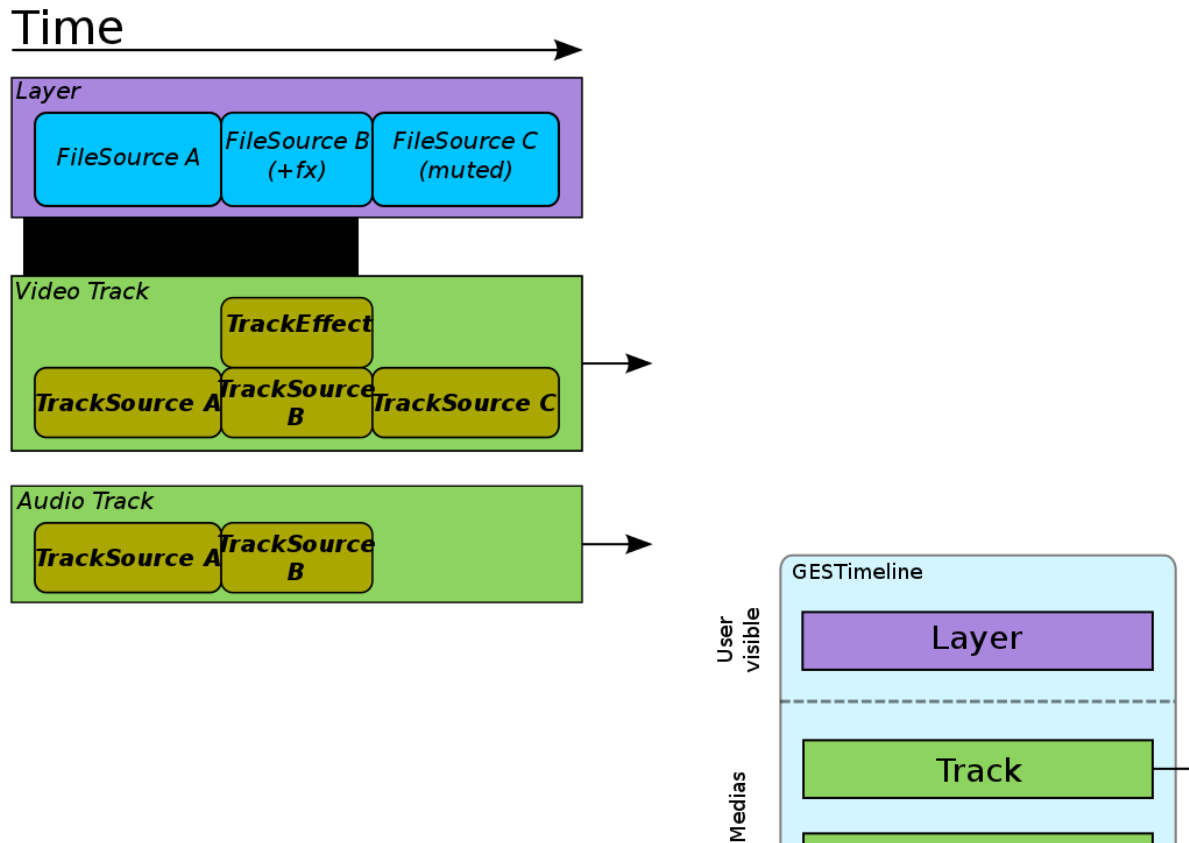 Time
Layer
FileSource A
FileSource B
(+fx)
FileSource C
(muted)
Video Track
TrackEffect
TrackSource A
TrackSource
B
TrackSource C
Audio Track
TrackSource A
TrackSource
B
GESTimeline
User
visible
Layer
Medias
Track